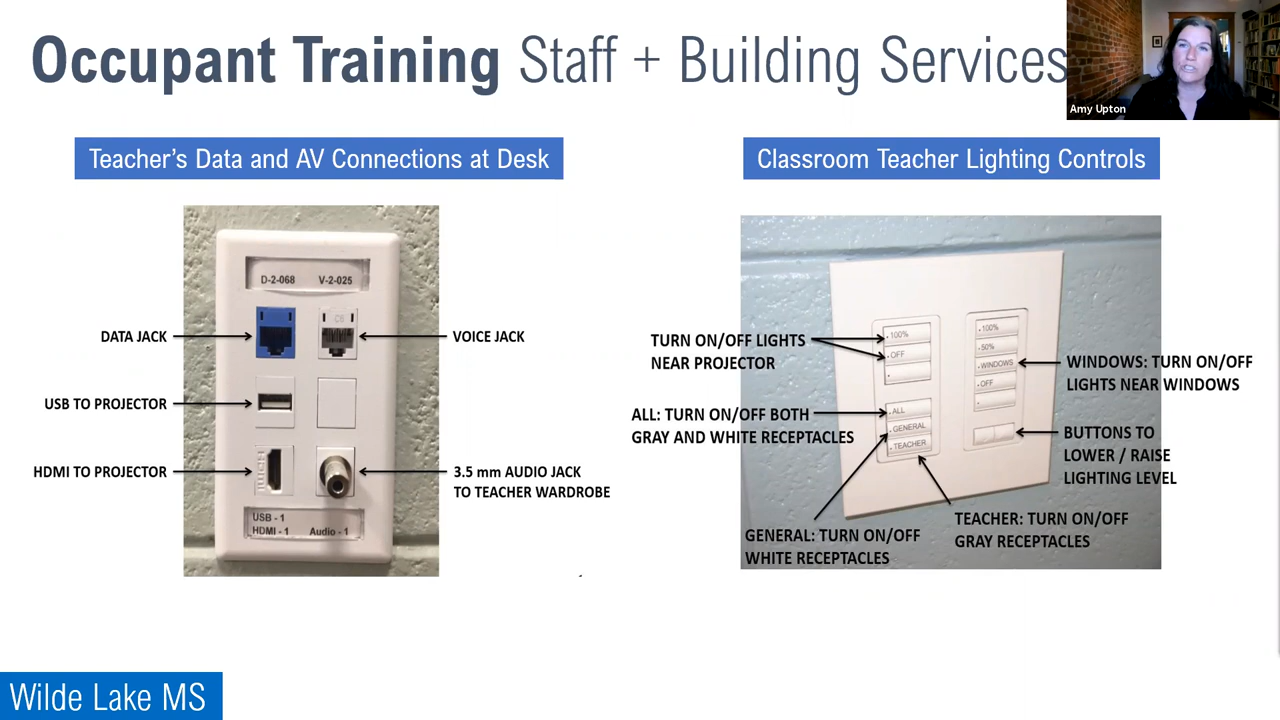 Occupant Training Staff + Building Services
Amy Upton
Teacher's Data and AV Connections at Desk
D-2-068 V-2-025
C6
DATA JACK
VOICE JACK
USB TO PROJECTOR
HDMI TO PROJECTOR
3.5 mm AUDIO JACK
TO TEACHER WARDROBE
USB - 1
HDMI - 1 Audio - 1
Classroom Teacher Lighting Controls
TURN ON/OFF LIGHTS
NEAR PROJECTOR
100%
OFF
ALL: TURN ON/OFF BOTH
GRAY AND WHITE RECEPTACLES
ALL
GENERAL
TEACHER
100%
50%
WINDOWS
OFF
WINDOWS: TURN ON/OFF
LIGHTS NEAR WINDOWS
BUTTONS TO
LOWER / RAISE
LIGHTING LEVEL
TEACHER: TURN ON/OFF
GRAY RECEPTACLES
GENERAL: TURN ON/OFF
WHITE RECEPTACLES
Wilde Lake MS